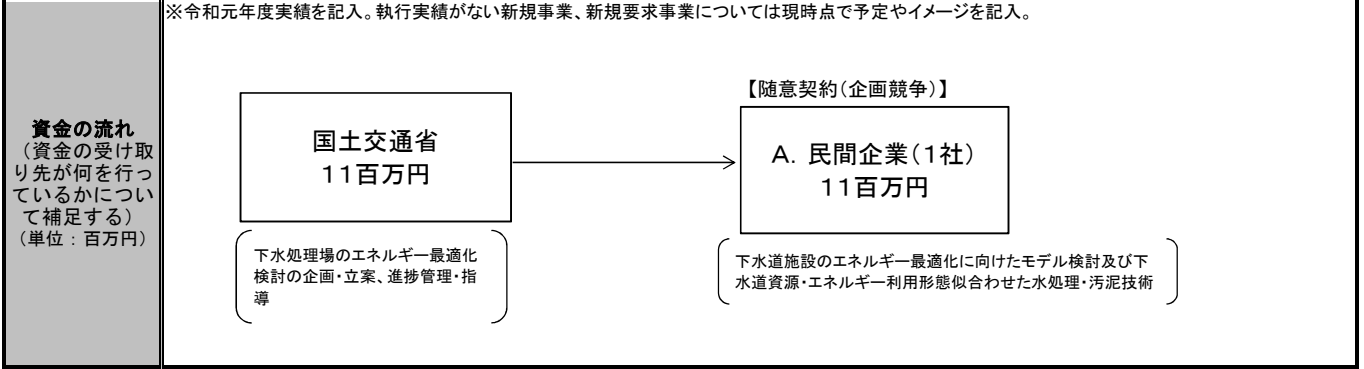 ※令和元年度実績を記入。執行実績がない新規事業、新規要求事業については現時点で予定やイメージを記入。
資金の流れ
(資金の受け取
り先が何を行っ
ているかについ
て補足する)
(単位:百万円)
国土交通省
11百万円
下水処理場のエネルギー最適化
検討の企画・立案、進捗管理・指
導
【随意契約(企画競争)】
A. 民間企業(1社)
11百万円
下水道施設のエネルギー最適化に向けたモデル検討及び下
水道資源・エネルギー利用形態似合わせた水処理・汚泥技術